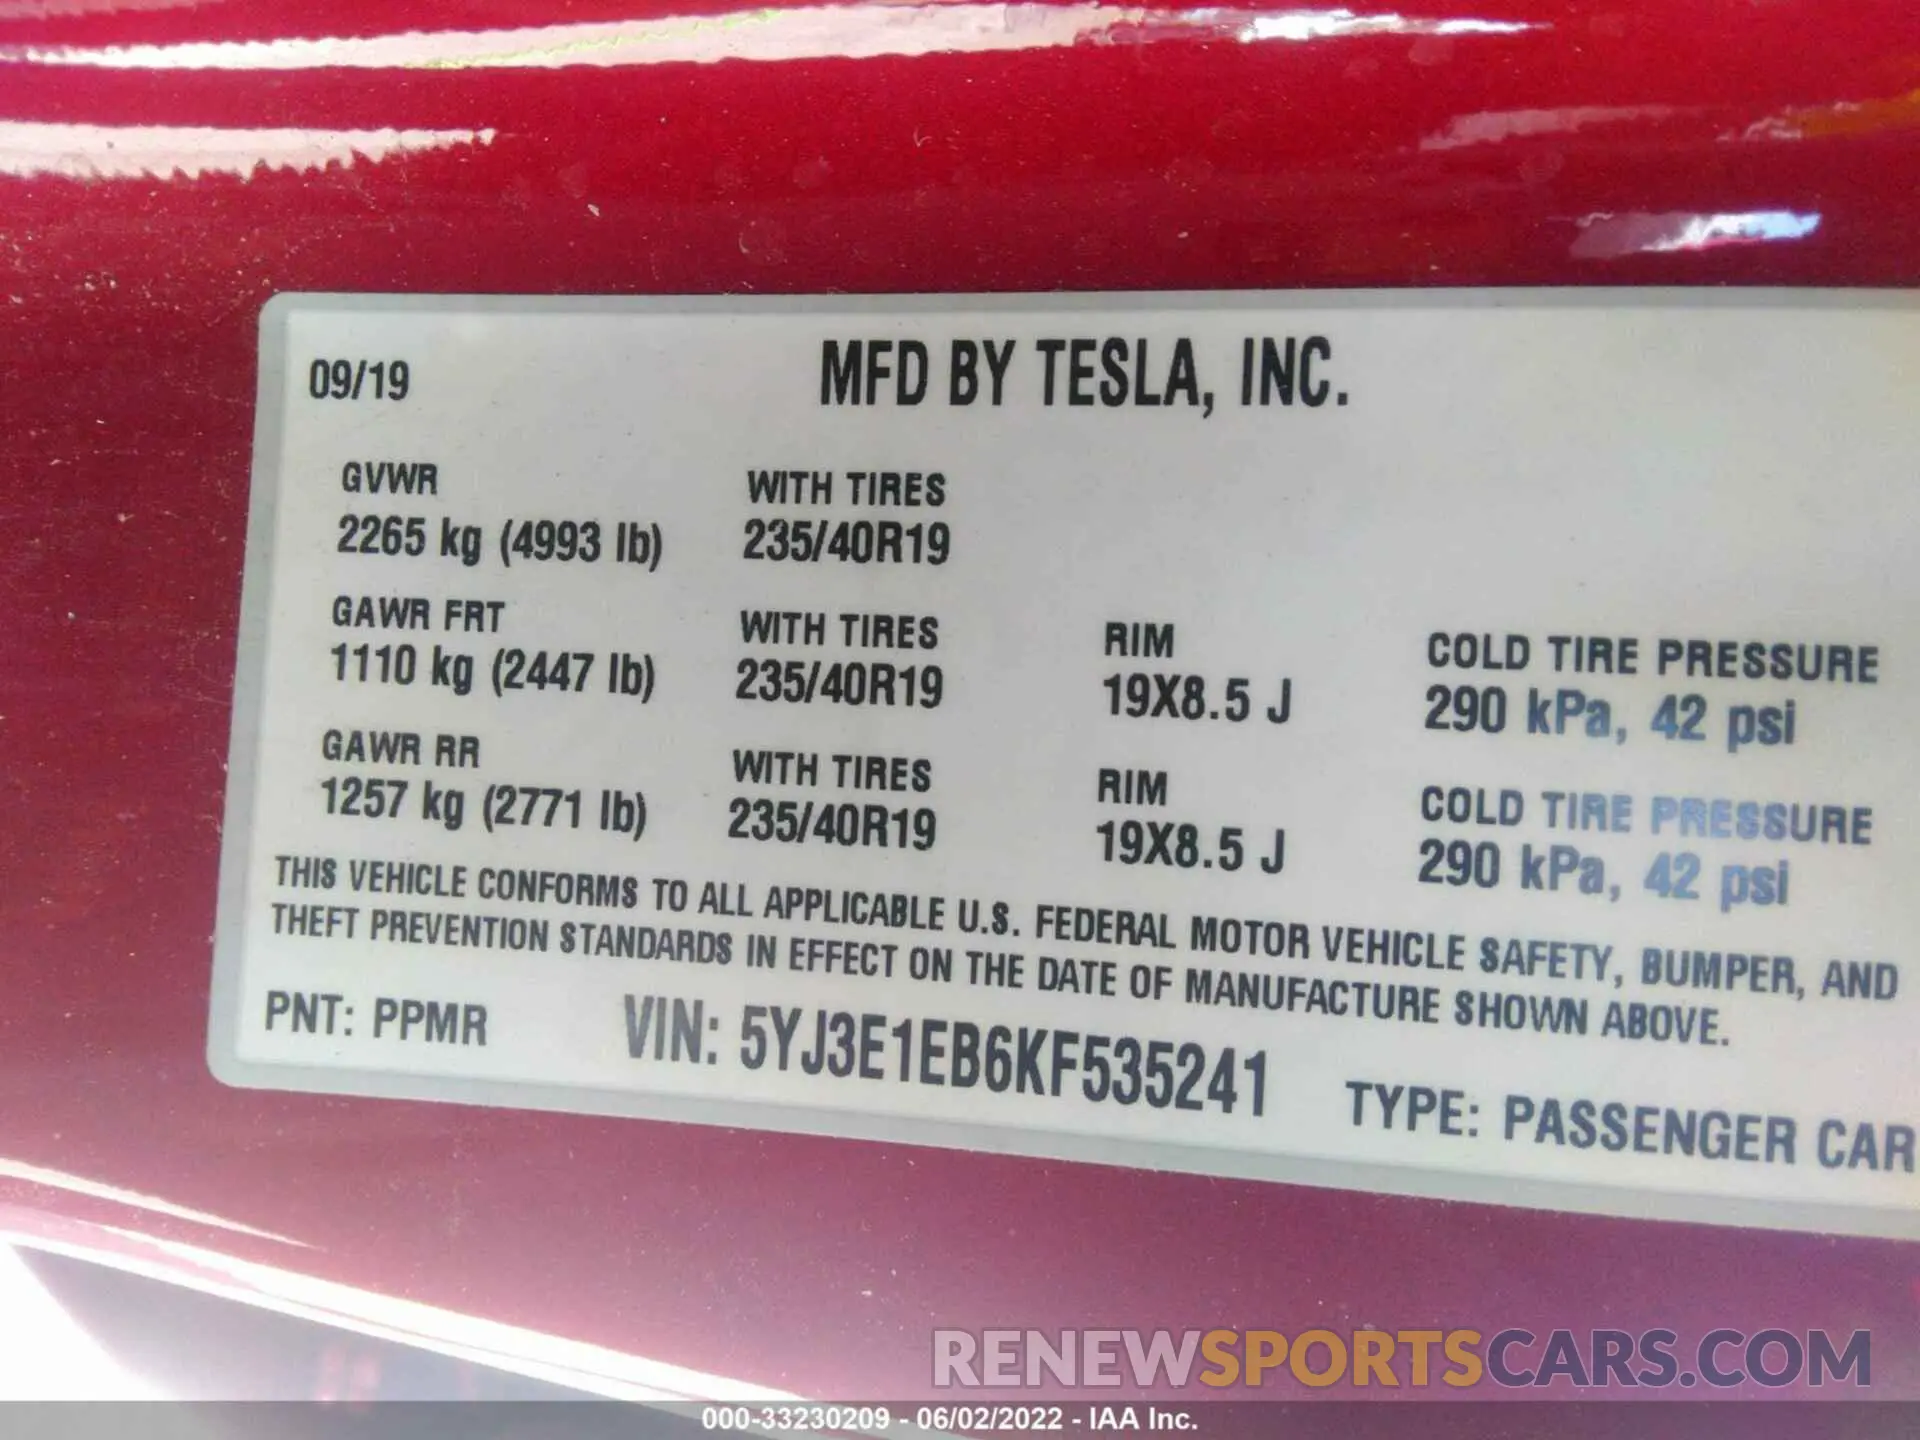 09/19 MFD BY TESLA, INC.
GVWR WITH TIRES
2265 kg (4993 lb) 235/40R19
GAWR FRT WITH TIRES RIM COLD TIRE PRESSURE
1110 kg (2447 lb) 235/40R19 19X8.5 J 290 kPa, 42 psi
GAWR RR WITH TIRES RIM COLD TIRE PRESSURE
1257 kg (2771 lb) 235/40R19 19X8.5 J 290 kPa, 42 psi
THIS VEHICLE CONFORMS TO ALL APPLICABLE U.S. FEDERAL MOTOR VEHICLE SAFETY, BUMPER, AND
THEFT PREVENTION STANDARDS IN EFFECT ON THE DATE OF MANUFACTURE SHOWN ABOVE.
PNT: PPMR VIN: 5YJ3E1EB6KF535241 TYPE: PASSENGER CAR
RENEWSPORTSCARS.COM
000-33230209 - 06/02/2022 - IAA Inc.